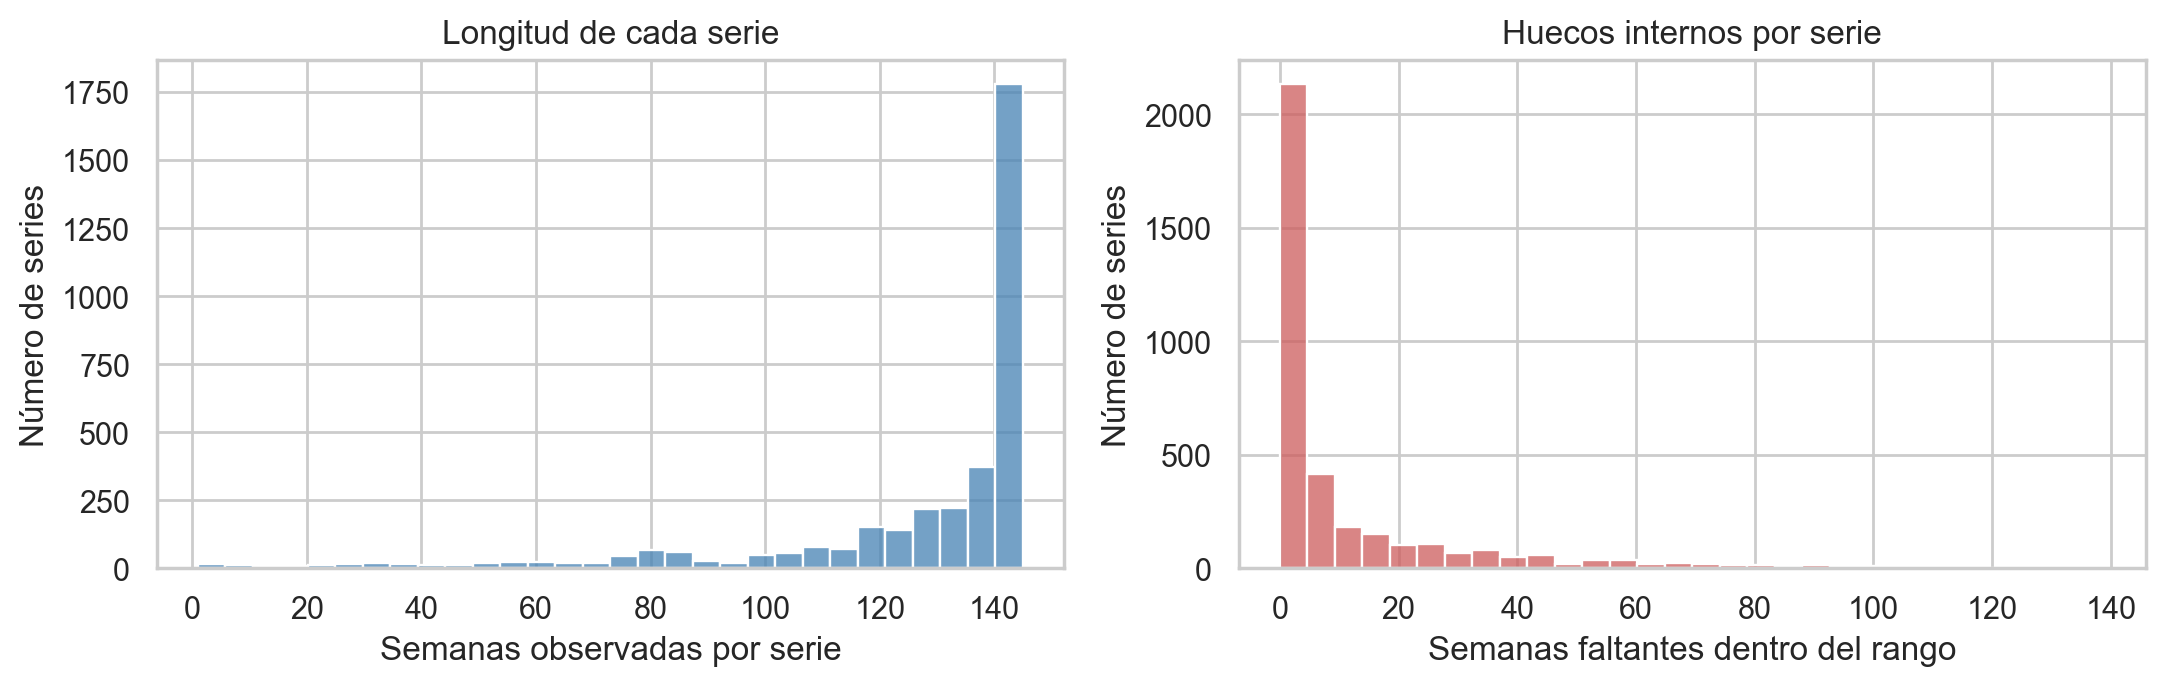 Longitud de cada serie
Número de series
1750
1500
1250
1000
750
500
250
0
0 20 40 60 80 100 120 140
Semanas observadas por serie
Huecos internos por serie
Número de series
2000
1500
1000
500
0
0 20 40 60 80 100 120 140
Semanas faltantes dentro del rango